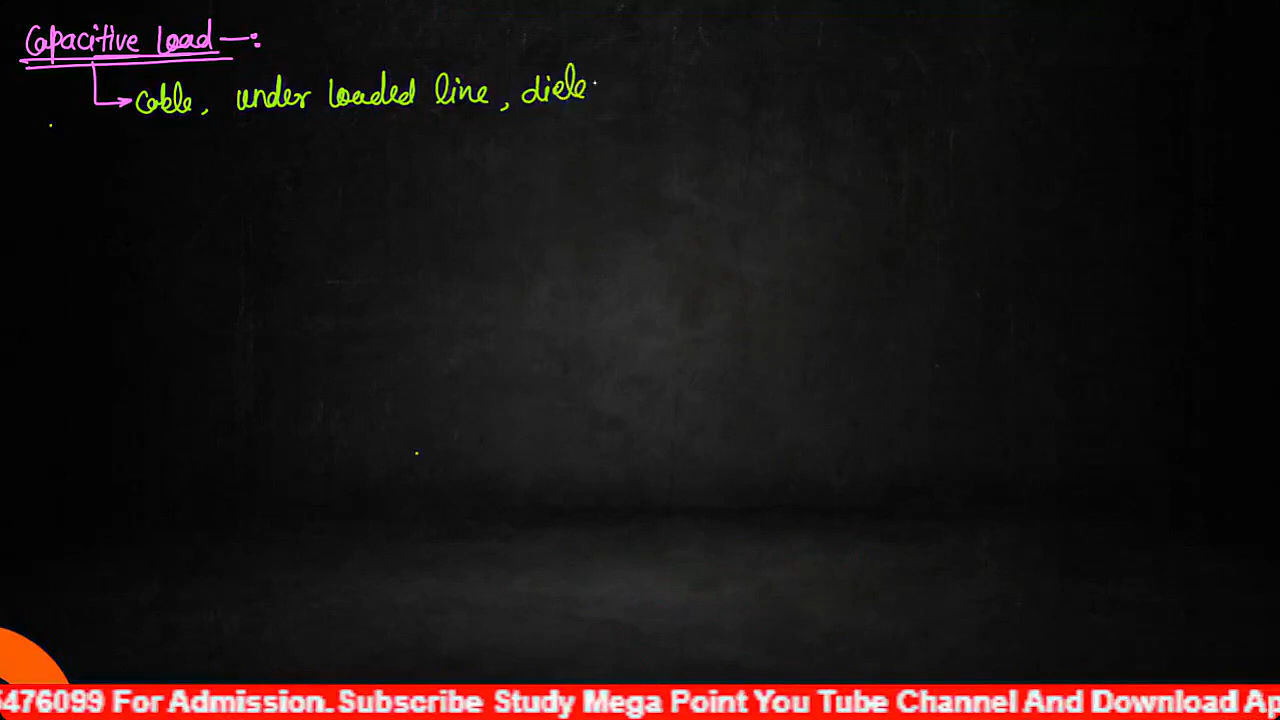 Capacitive Load —:
Cable, under loaded line, diele
5476099 For Admission. Subscribe Study Mega Point You Tube Channel And Download Ap